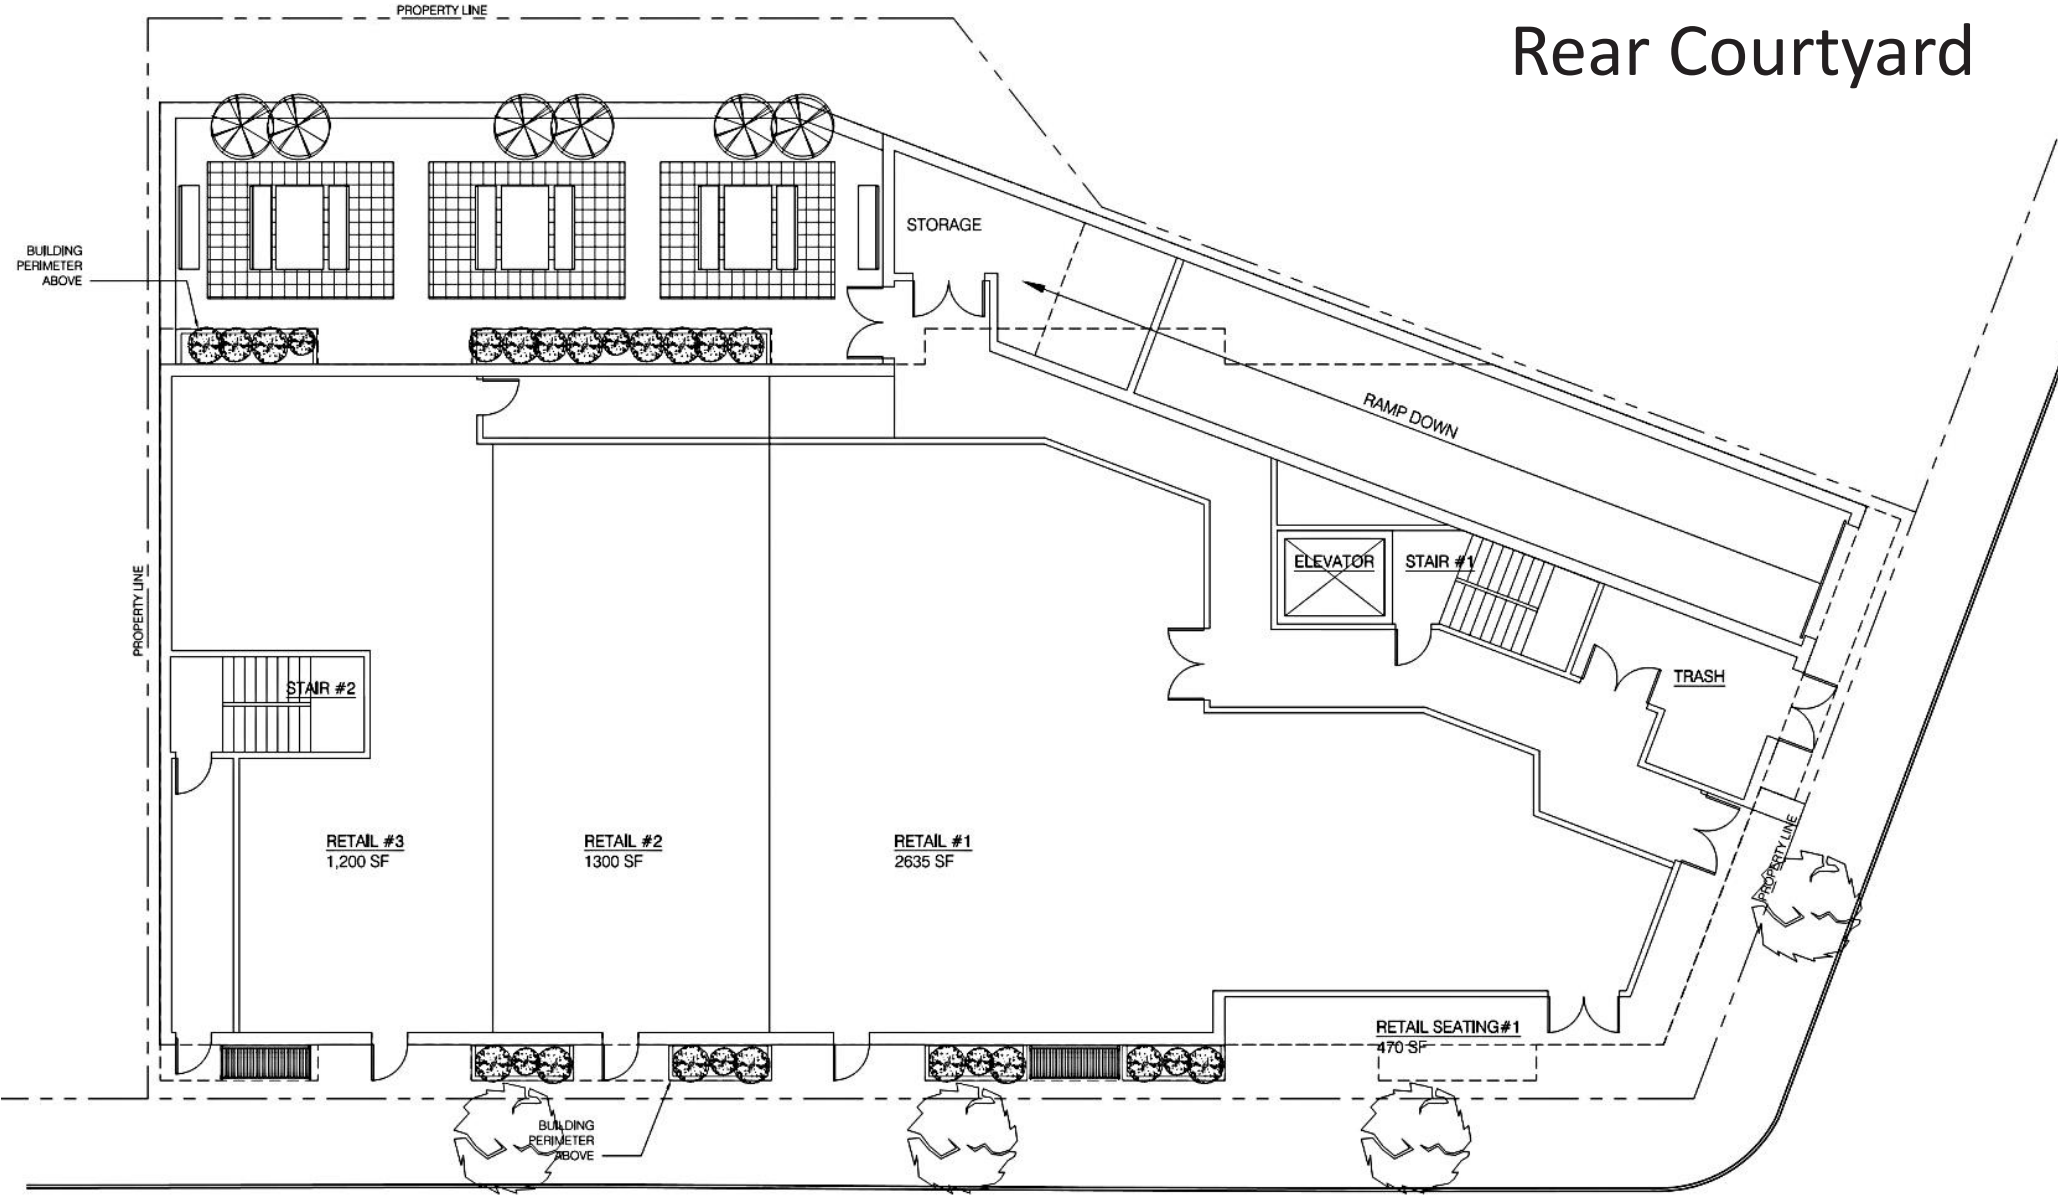 PROPERTY LINE
Rear Courtyard
STORAGE
BUILDING
PERIMETER
ABOVE
RAMP DOWN
PROPERTY LINE
ELEVATOR
STAIR #1
STAIR #2
TRASH
RETAIL #3
1,200 SF
RETAIL #2
1300 SF
RETAIL #1
2635 SF
PROPERTY LINE
RETAIL SEATING#1
470 SF
BUILDING
PERIMETER
ABOVE